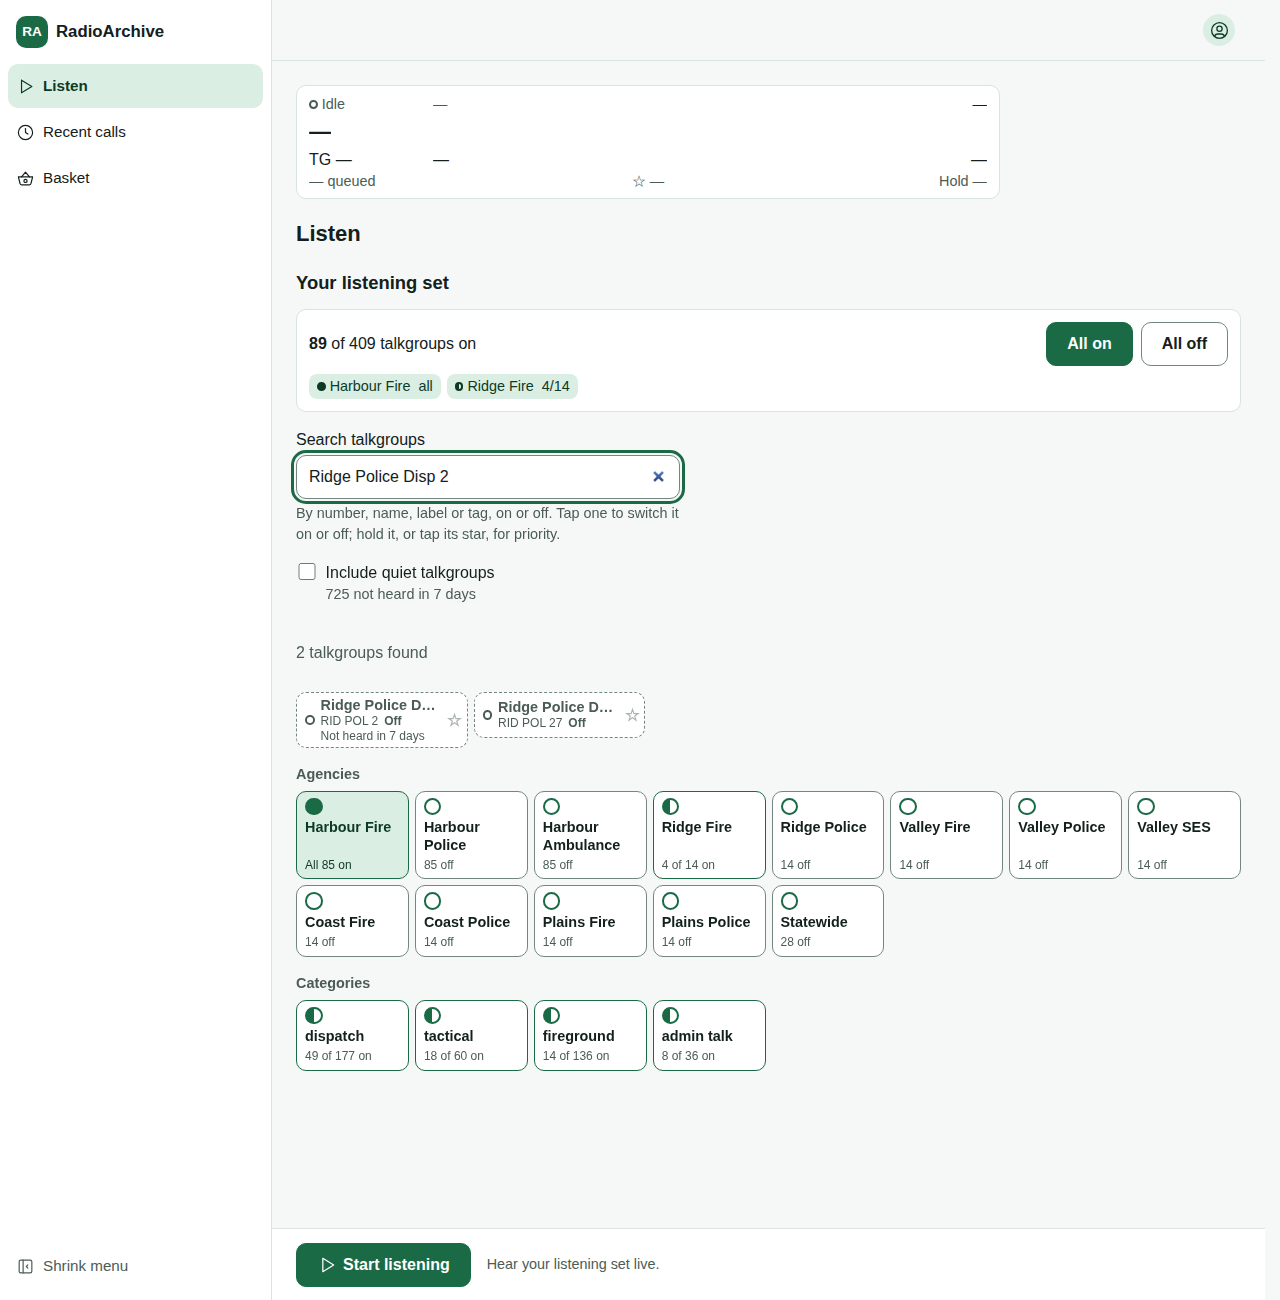 RA RadioArchive
Listen
Recent calls
Basket
Shrink menu
Idle — —
—
TG — — —
— queued ☆ — Hold —
Listen
Your listening set
89 of 409 talkgroups on
All on All off
Harbour Fire all Ridge Fire 4/14
Search talkgroups
Ridge Police Disp 2
By number, name, label or tag, on or off. Tap one to switch it
on or off; hold it, or tap its star, for priority.
Include quiet talkgroups
725 not heard in 7 days
2 talkgroups found
Ridge Police D…
RID POL 2 Off
Not heard in 7 days
☆
Ridge Police D…
RID POL 27 Off
☆
Agencies
Harbour Fire
All 85 on
Harbour
Police
85 off
Harbour
Ambulance
85 off
Ridge Fire
4 of 14 on
Ridge Police
14 off
Valley Fire
14 off
Valley Police
14 off
Valley SES
14 off
Coast Fire
14 off
Coast Police
14 off
Plains Fire
14 off
Plains Police
14 off
Statewide
28 off
Categories
dispatch
49 of 177 on
tactical
18 of 60 on
fireground
14 of 136 on
admin talk
8 of 36 on
Start listening
Hear your listening set live.